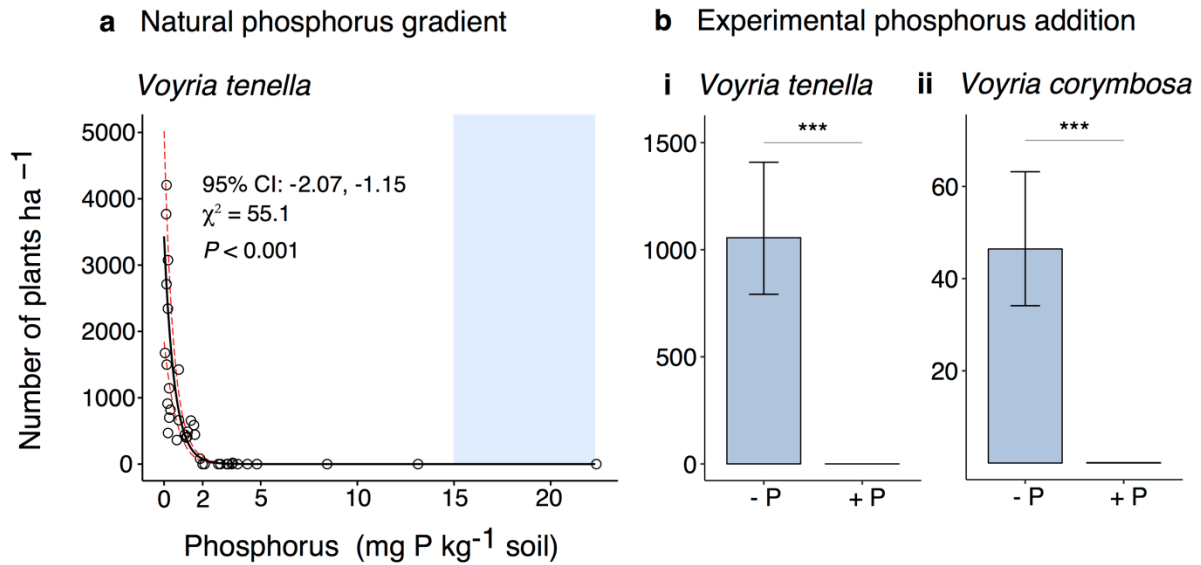 a Natural phosphorus gradient
Voyria tenella
Number of plants ha −1
5000
4000
3000
2000
1000
0
95% CI: -2.07, -1.15
χ2 = 55.1
P < 0.001
0 2 5 10 15 20
Phosphorus (mg P kg-1 soil)
b Experimental phosphorus addition
i Voyria tenella
1500
1000
500
0
***
- P + P
ii Voyria corymbosa
60
40
20
***
- P + P